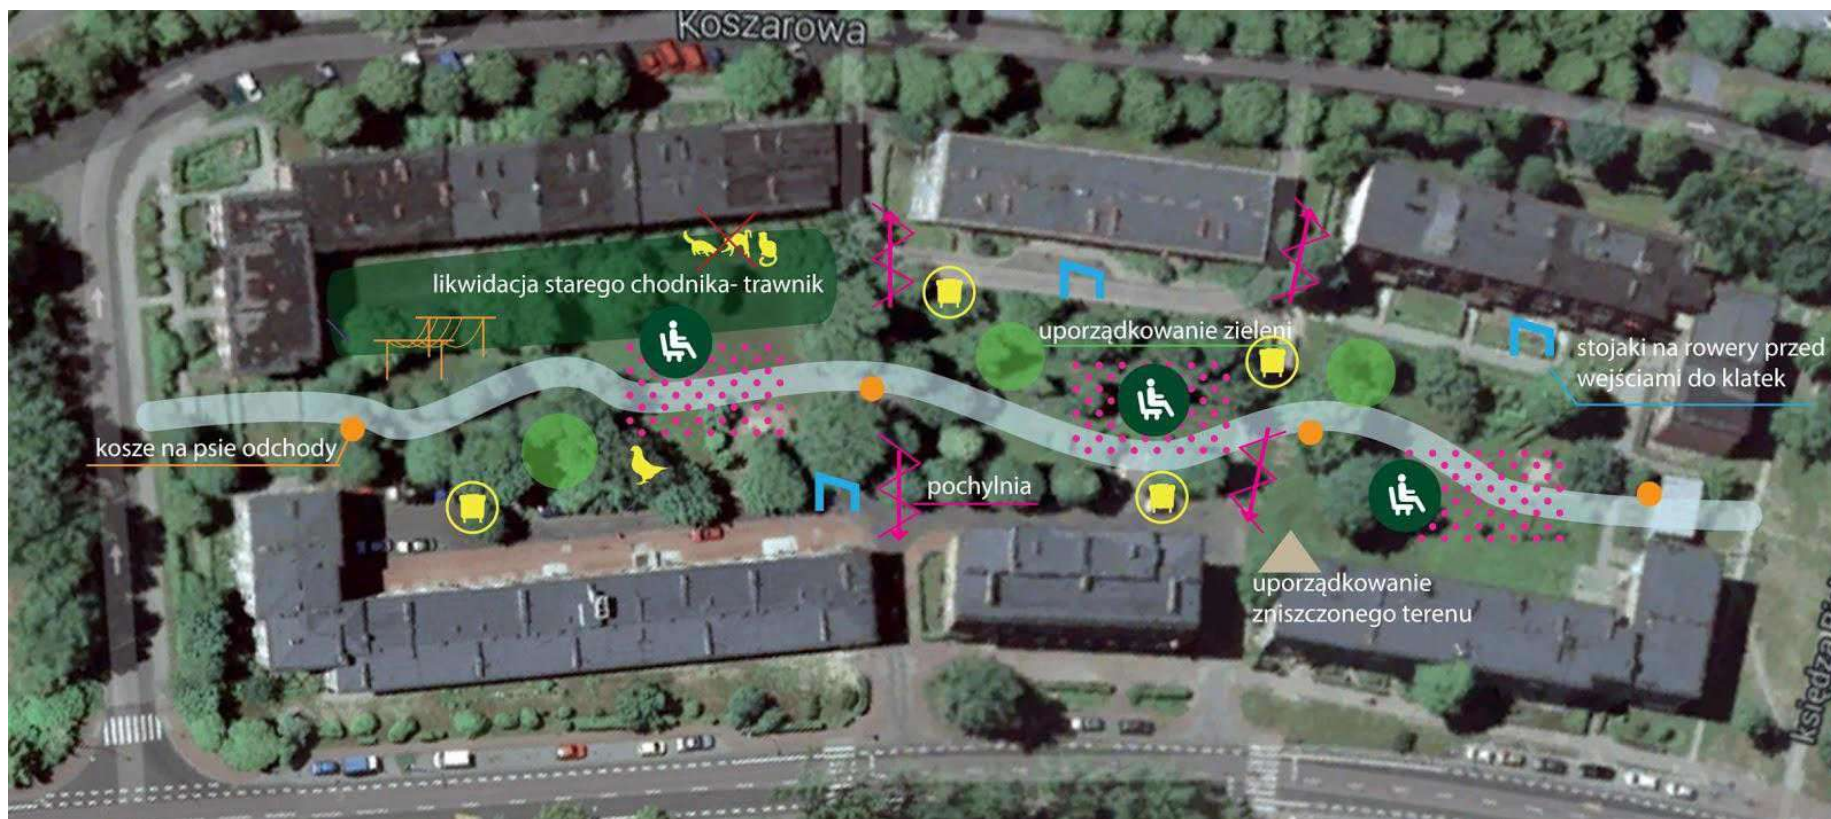 Koszarowa
likwidacja starego chodnika- trawnik
uporządkowanie zieleni
stojaki na rowery przed
wejściami do klatek
kosze na psie odchody
pochylnia
uporządkowanie
zniszczonego terenu
księdza